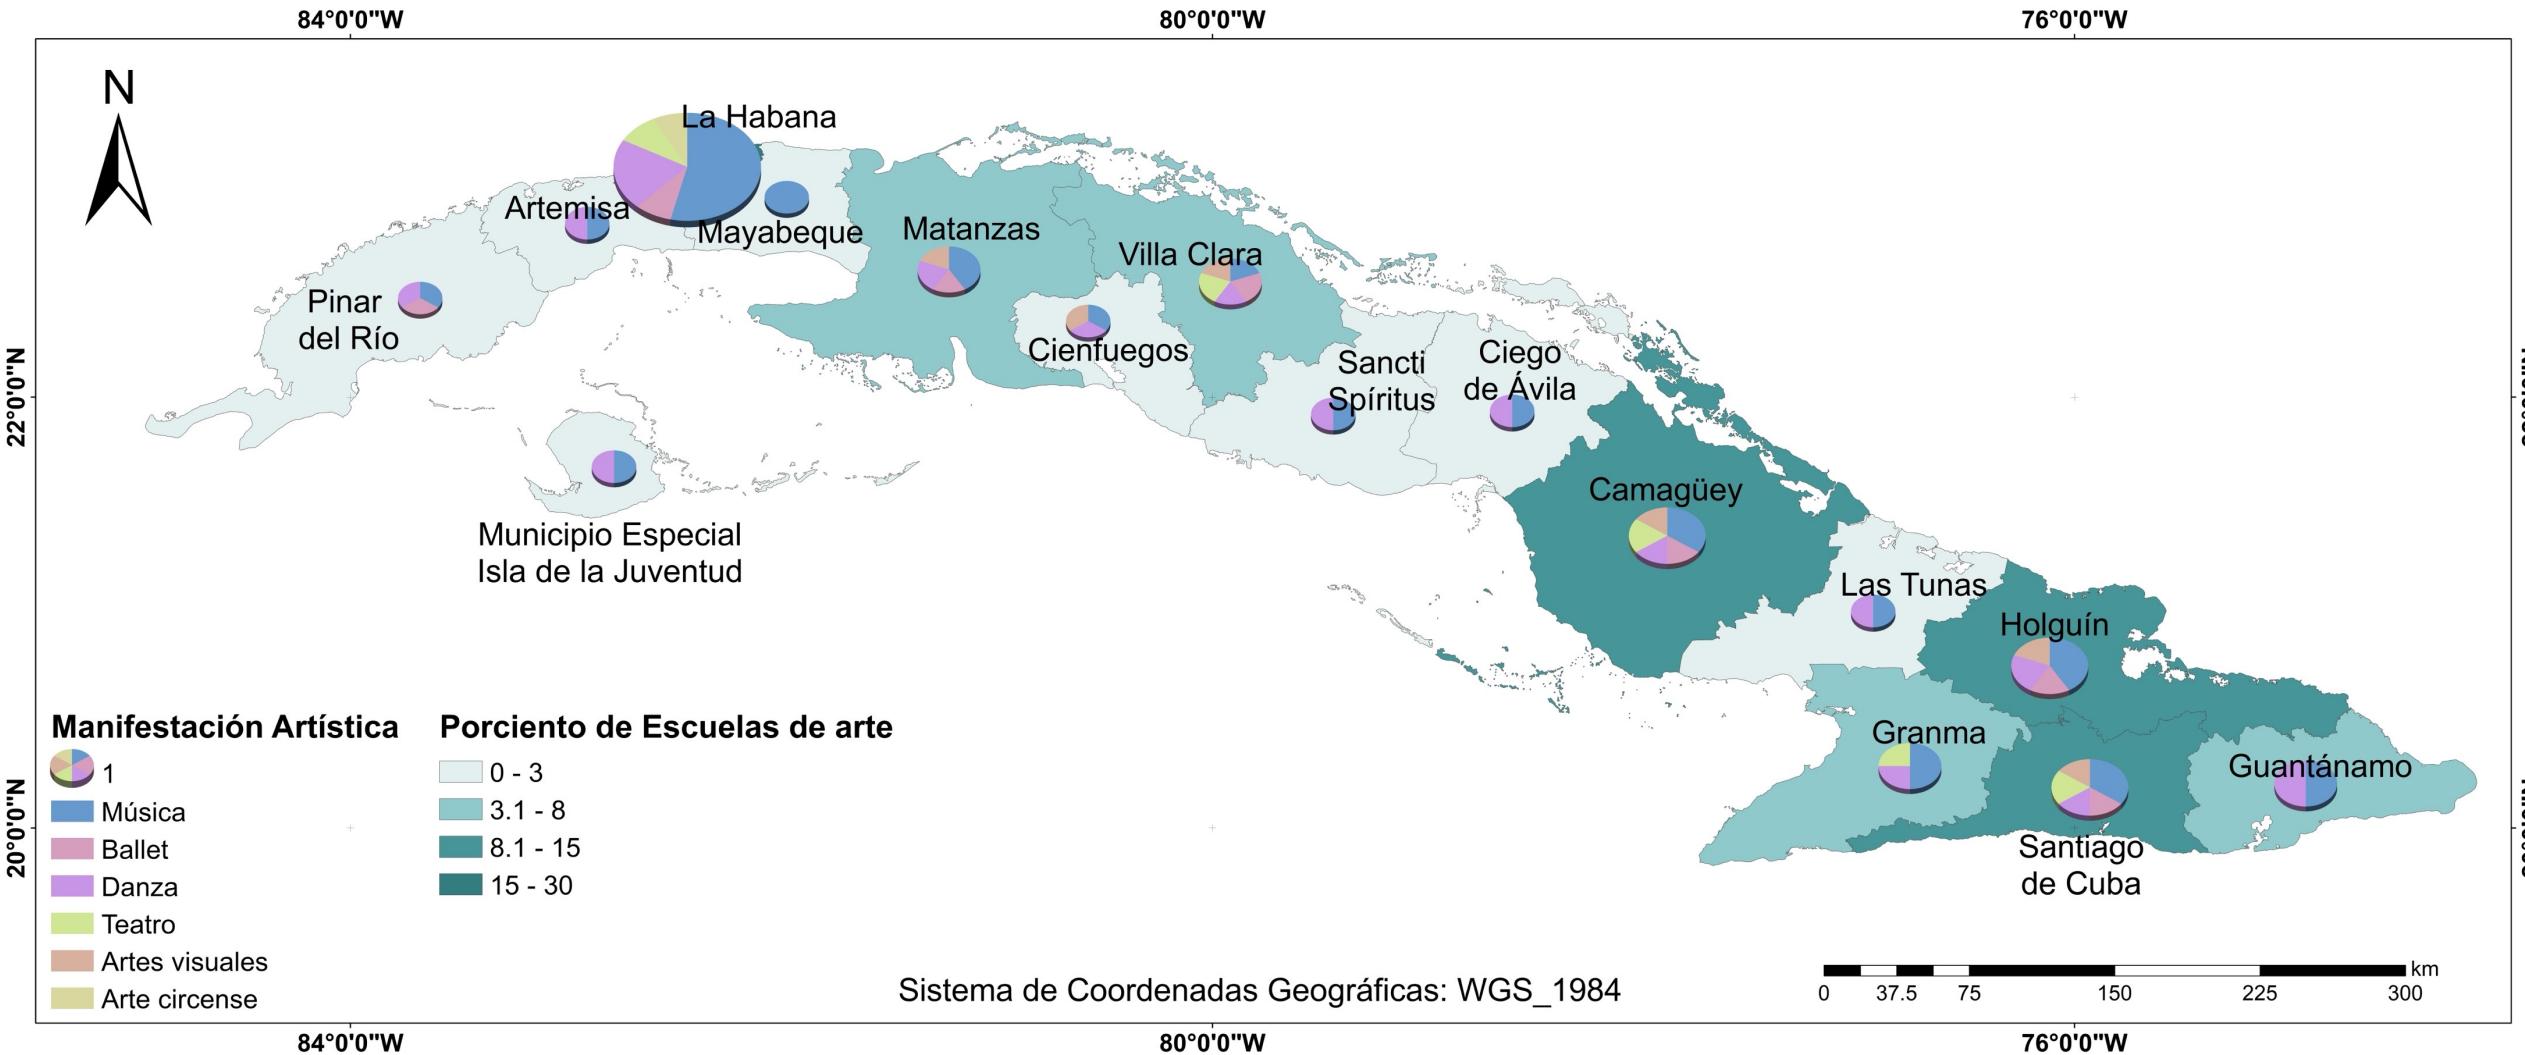 84°0'0"W 80°0'0"W 76°0'0"W
N
La Habana
Artemisa
Mayabeque
Matanzas
Villa Clara
Pinar
del Río
Cienfuegos
Sancti
Spíritus
Ciego
de Ávila
22°0'0"N
Municipio Especial
Isla de la Juventud
Camagüey
Las Tunas
Holguín
Granma
Guantánamo
Santiago
de Cuba
20°0'0"N
Manifestación Artística
1
Música
Ballet
Danza
Teatro
Artes visuales
Arte circense
Porciento de Escuelas de arte
0 - 3
3.1 - 8
8.1 - 15
15 - 30
Sistema de Coordenadas Geográficas: WGS_1984
km
0 37.5 75 150 225 300
84°0'0"W 80°0'0"W 76°0'0"W